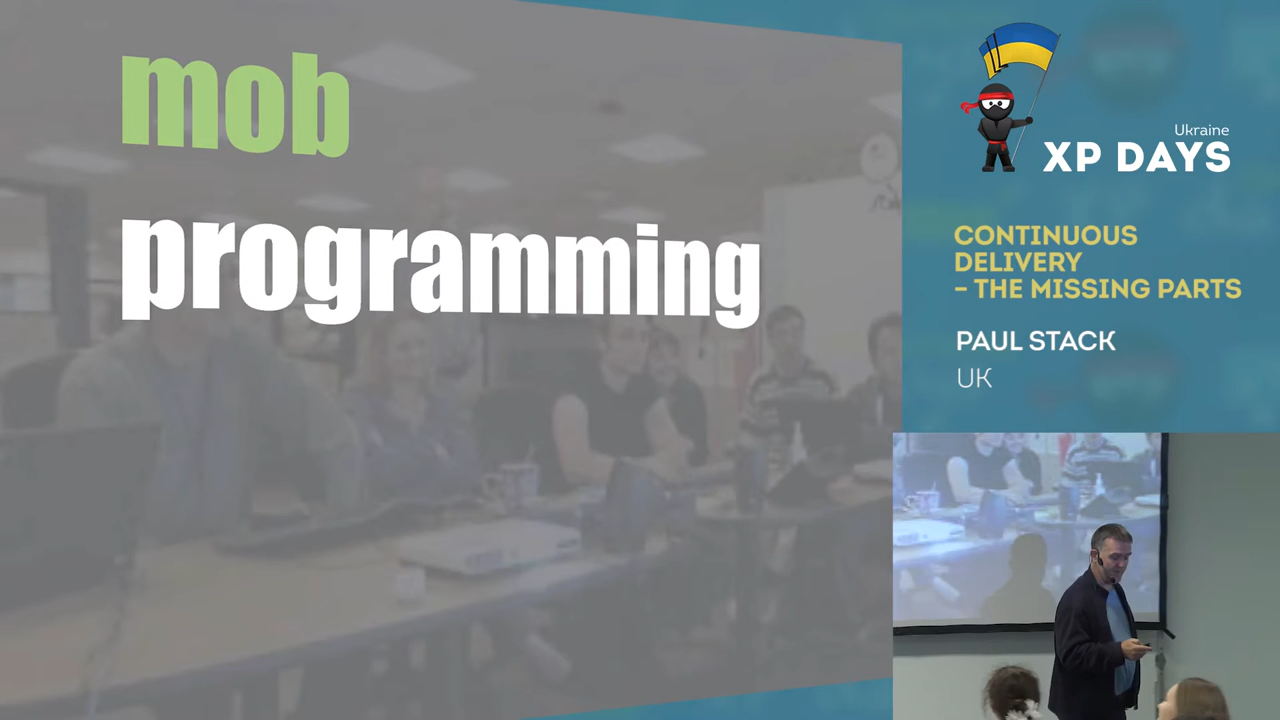 mob
programming
Ukraine
XP DAYS
CONTINUOUS
DELIVERY
– THE MISSING PARTS
PAUL STACK
UK